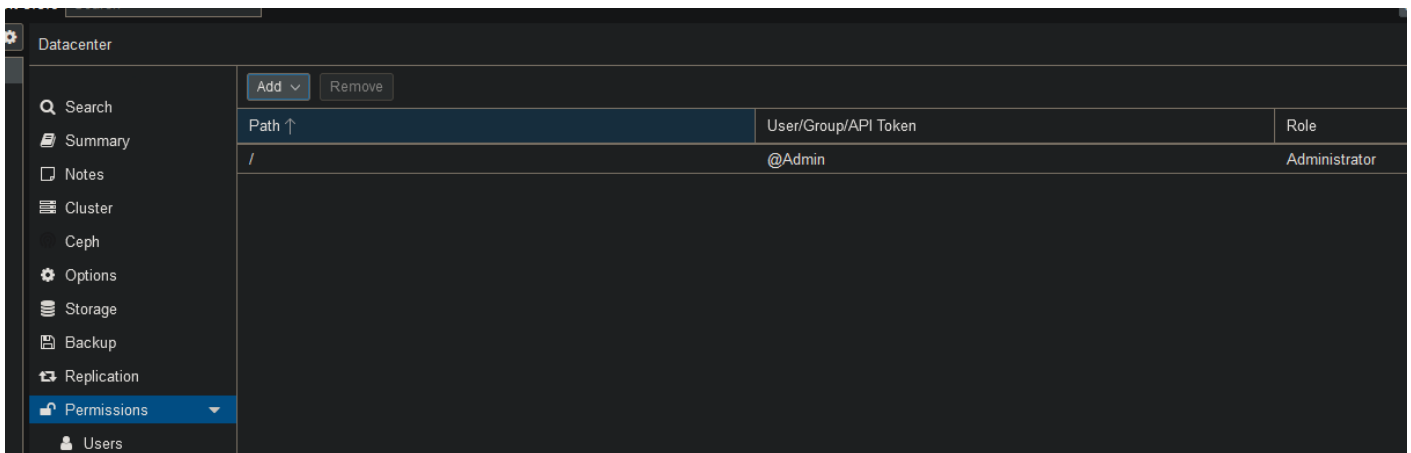 Datacenter
Add Remove
Search
Path User/Group/API Token Role
Summary
/ @Admin Administrator
Notes
Cluster
Ceph
Options
Storage
Backup
Replication
Permissions
Users